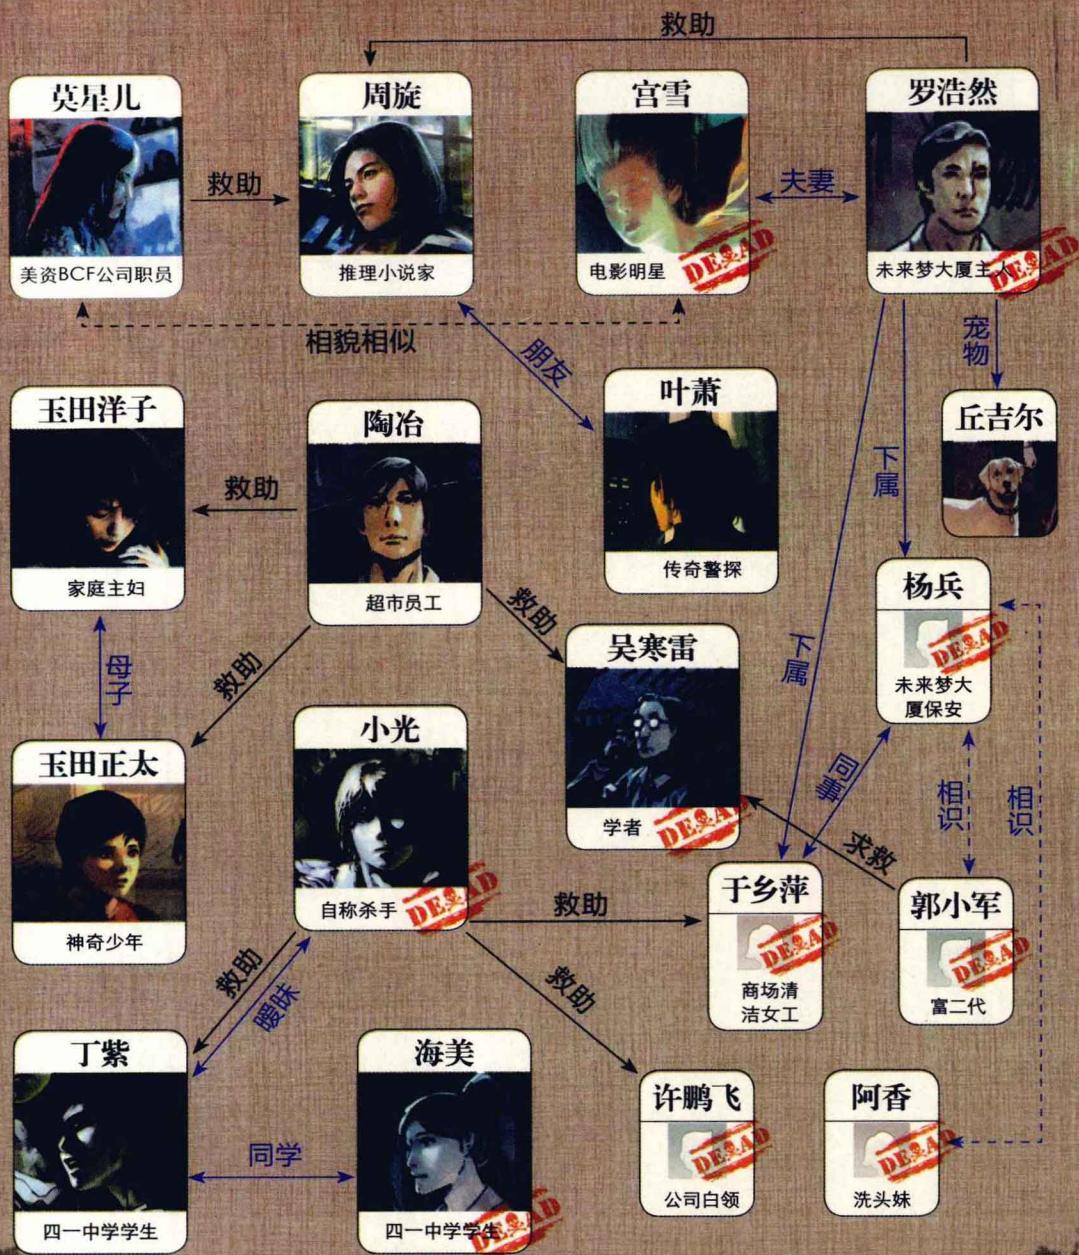 救助
莫星儿
美资BCF公司职员
救助
周旋
推理小说家
宫雪
电影明星
DEAD
夫妻
罗浩然
未来梦大厦主人
DEAD
相貌相似
朋友
宠物
玉田洋子
家庭主妇
救助
陶冶
超市员工
叶萧
传奇警探
下属
丘吉尔
救助
杨兵
DEAD
未来梦大
厦保安
母子
救助
吴寒雷
学者
DEAD
下属
玉田正太
神奇少年
小光
自称杀手
DEAD
同事
相识
相识
求救
救助
于乡萍
DEAD
商场清
洁女工
郭小军
DEAD
富二代
救助
暧昧
救助
丁紫
四一中学学生
同学
海美
四一中学学生
DEAD
许鹏飞
DEAD
公司白领
阿香
DEAD
洗头妹